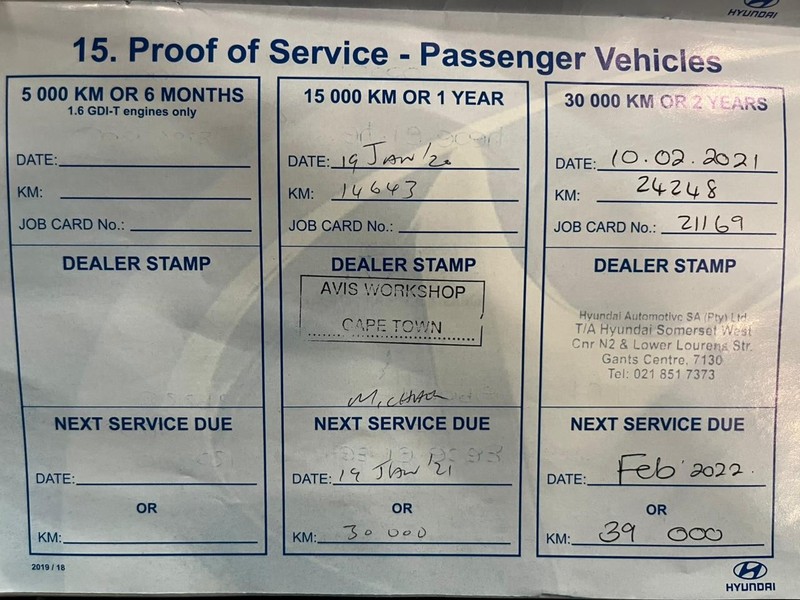 HYUNDAI
15. Proof of Service - Passenger Vehicles
5 000 KM OR 6 MONTHS
1.6 GDI-T engines only
DATE:
KM:
JOB CARD No.:
DEALER STAMP
NEXT SERVICE DUE
DATE:
OR
KM:
15 000 KM OR 1 YEAR
DATE: 19 JAN '20
KM: 14643
JOB CARD No.:
DEALER STAMP
AVIS WORKSHOP
CAPE TOWN
NEXT SERVICE DUE
DATE: 19 JAN '21
OR
KM: 30 000
30 000 KM OR 2 YEARS
DATE: 10.02.2021
KM: 24248
JOB CARD No.: 21169
DEALER STAMP
Hyundai Automotive SA (Pty) Ltd.
T/A Hyundai Somerset West
Cnr N2 & Lower Lourens Str.
Gants Centre, 7130
Tel: 021 851 7373
NEXT SERVICE DUE
DATE: Feb 2022.
OR
KM: 39 000
2019 / 18
HYUNDAI